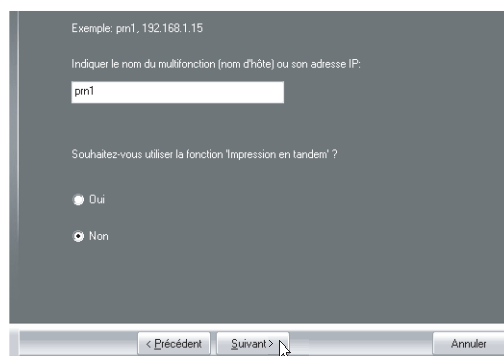 Exemple: prn1, 192.168.1.15
Indiquer le nom du multifonction (nom d'hôte) ou son adresse IP:
prn1
Souhaitez-vous utiliser la fonction 'Impression en tandem' ?
Oui
Non
< Précédent Suivant > Annuler